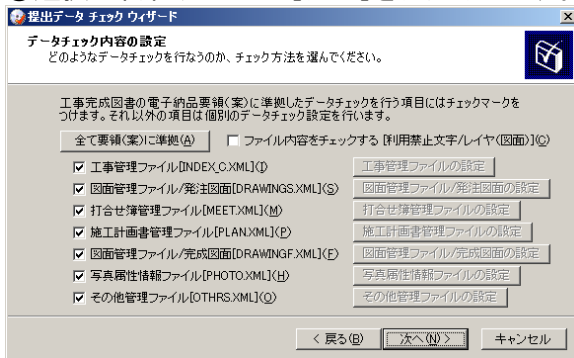 提出データ チェック ウィザード
データチェック内容の設定
どのようなデータチェックを行なうのか、チェック方法を選んでください。
工事完成図書の電子納品要領(案)に準拠したデータチェックを行う項目にはチェックマークを
つけます。それ以外の項目は個別のデータチェック設定を行います。
全て要領(案)に準拠(A) ファイル内容をチェックする [利用禁止文字/レイヤ(図面)](C)
工事管理ファイル[INDEX_C.XML](I) 工事管理ファイルの設定
図面管理ファイル/発注図面[DRAWINGS.XML](S) 図面管理ファイル/発注図面の設定
打合せ簿管理ファイル[MEET.XML](M) 打合せ簿管理ファイルの設定
施工計画書管理ファイル[PLAN.XML](P) 施工計画書管理ファイルの設定
図面管理ファイル/完成図面[DRAWINGF.XML](F) 図面管理ファイル/完成図面の設定
写真属性情報ファイル[PHOTO.XML](H) 写真属性情報ファイルの設定
その他管理ファイル[OTHRS.XML](O) その他管理ファイルの設定
< 戻る(B) 次へ(N) > キャンセル